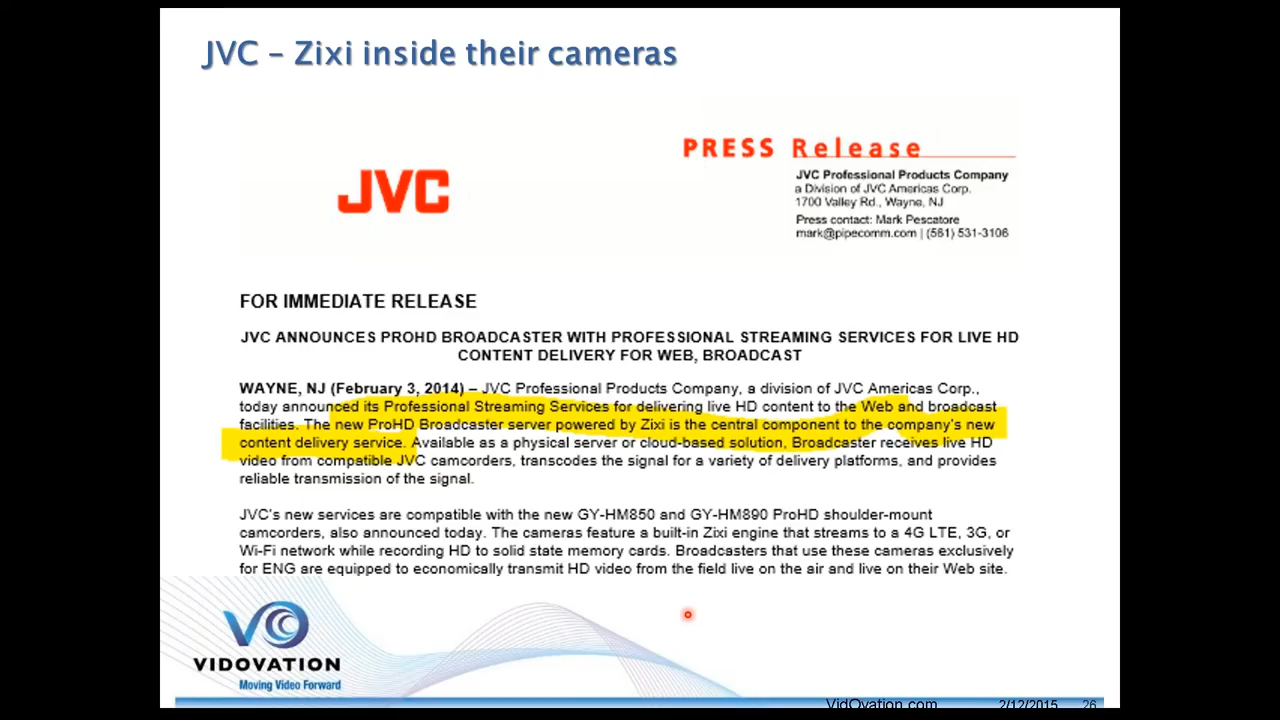 JVC – Zixi inside their cameras
PRESS Release
JVC
JVC Professional Products Company
a Division of JVC Americas Corp.
1700 Valley Rd., Wayne, NJ
Press contact: Mark Pescatore
mark@pipecomm.com | (561) 531-3106
FOR IMMEDIATE RELEASE
JVC ANNOUNCES PROHD BROADCASTER WITH PROFESSIONAL STREAMING SERVICES FOR LIVE HD
CONTENT DELIVERY FOR WEB, BROADCAST
WAYNE, NJ (February 3, 2014) – JVC Professional Products Company, a division of JVC Americas Corp.,
today announced its Professional Streaming Services for delivering live HD content to the Web and broadcast
facilities. The new ProHD Broadcaster server powered by Zixi is the central component to the company's new
content delivery service. Available as a physical server or cloud-based solution, Broadcaster receives live HD
video from compatible JVC camcorders, transcodes the signal for a variety of delivery platforms, and provides
reliable transmission of the signal.
JVC's new services are compatible with the new GY-HM850 and GY-HM890 ProHD shoulder-mount
camcorders, also announced today. The cameras feature a built-in Zixi engine that streams to a 4G LTE, 3G, or
Wi-Fi network while recording HD to solid state memory cards. Broadcasters that use these cameras exclusively
for ENG are equipped to economically transmit HD video from the field live on the air and live on their Web site.
VIDOVATION
Moving Video Forward
VidOvation.com 2/12/2015 26